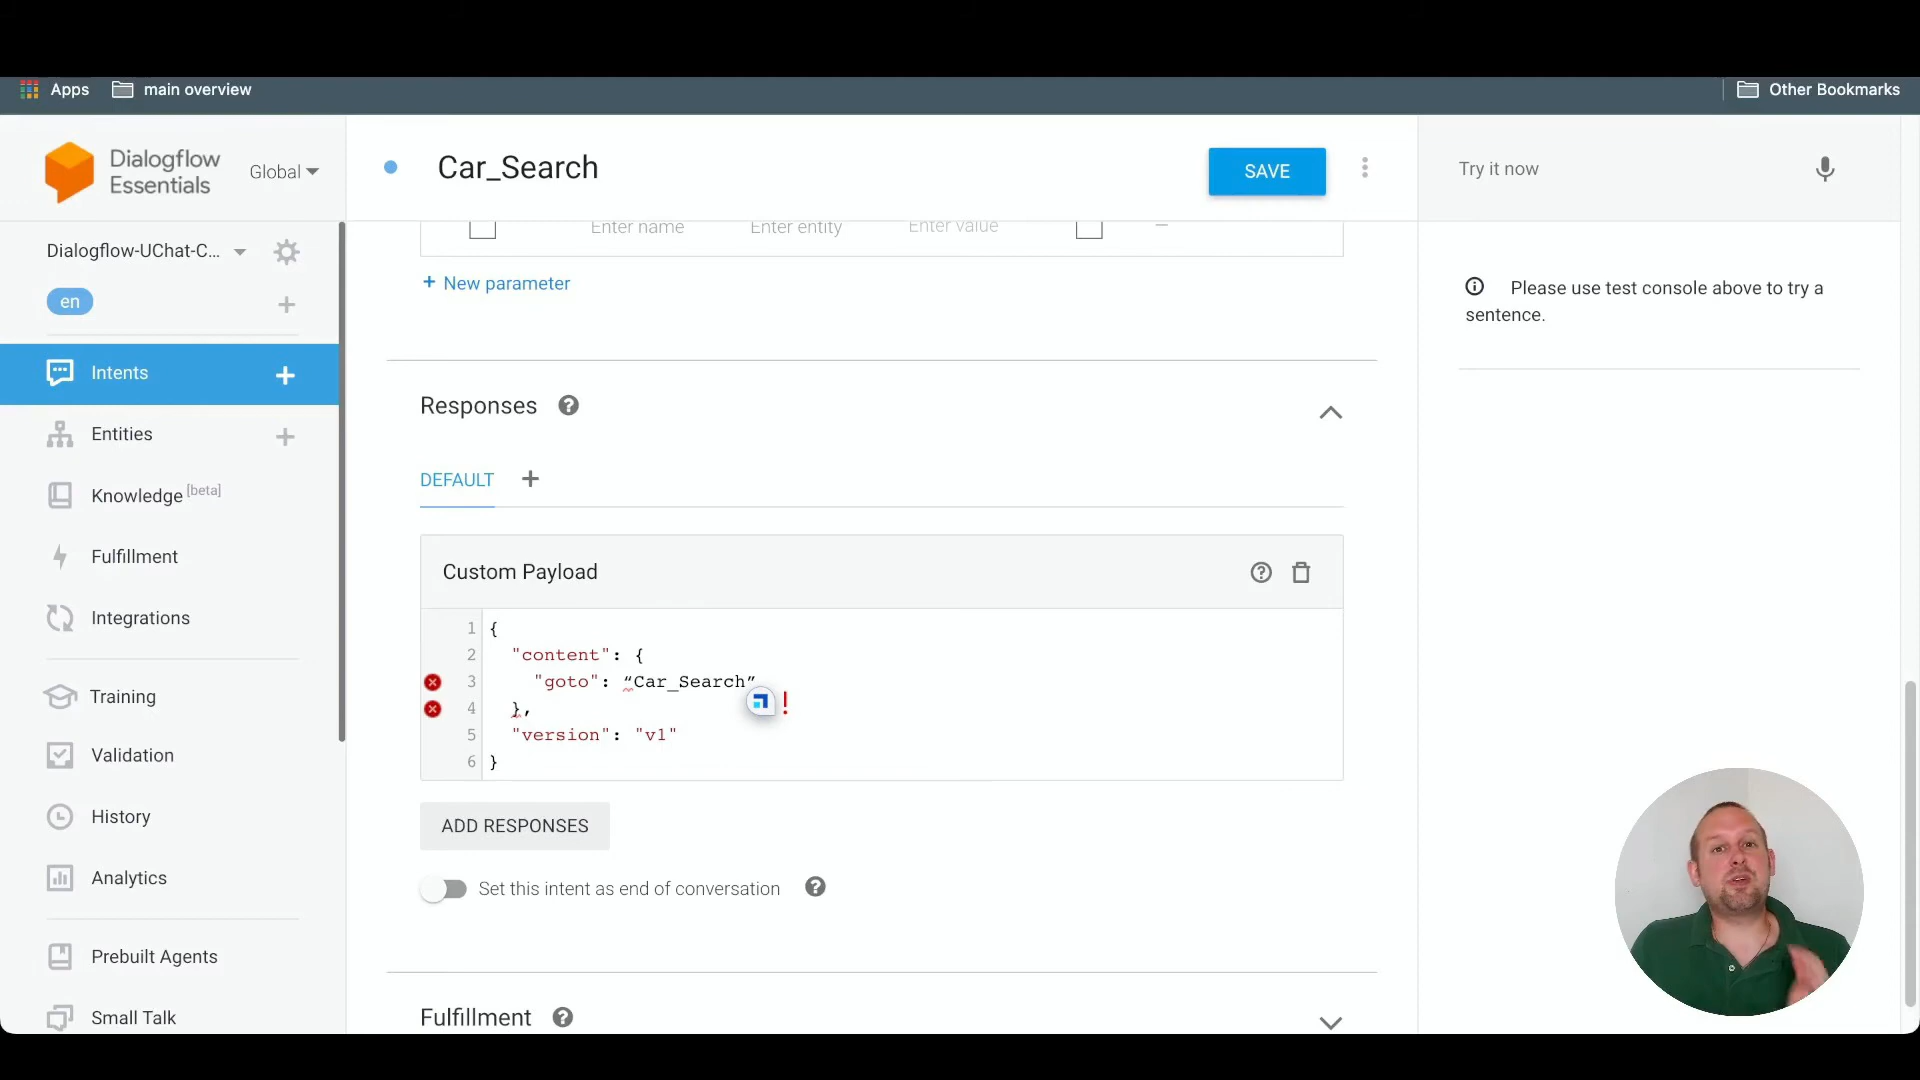 Apps main overview Other Bookmarks
Dialogflow
Essentials
Global
Car_Search
SAVE
Try it now
Dialogflow-UChat-C...
en
Intents
Entities
Knowledge [beta]
Fulfillment
Integrations
Training
Validation
History
Analytics
Prebuilt Agents
Small Talk
Enter name Enter entity Enter value
+ New parameter
Responses ?
DEFAULT +
Custom Payload ?
1 {
2 "content": {
3 "goto": “Car_Search”
4 },
5 "version": "v1"
6 }
ADD RESPONSES
Set this intent as end of conversation ?
Fulfillment ?
Please use test console above to try a
sentence.